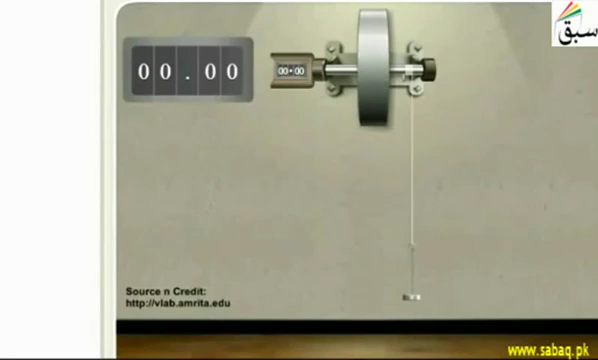 سبق
00.00
00.00
Source n Credit:
http://vlab.amrita.edu
www.sabaq.pk